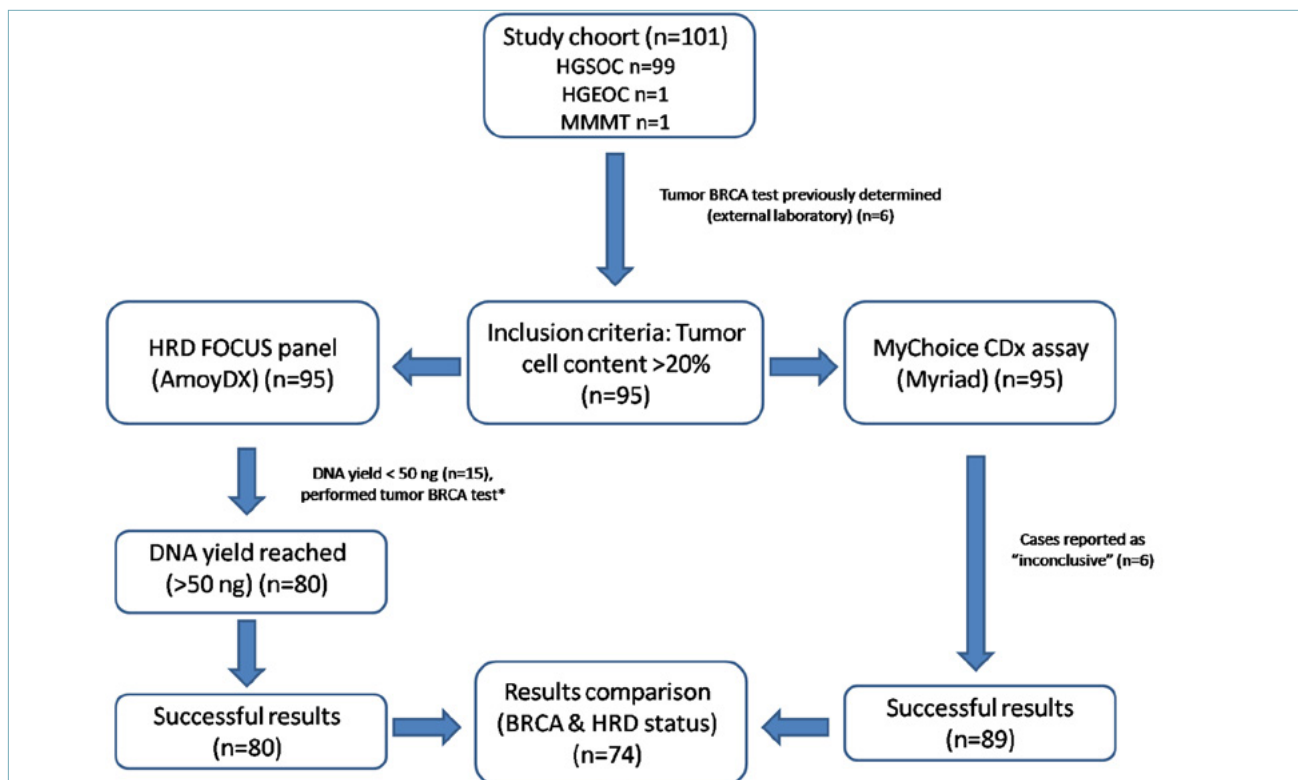 Study choort (n=101)
HGSOC n=99
HGEOC n=1
MMMT n=1
Tumor BRCA test previously determined
(external laboratory) (n=6)
HRD FOCUS panel
(AmoyDX) (n=95)
Inclusion criteria: Tumor
cell content >20%
(n=95)
MyChoice CDx assay
(Myriad) (n=95)
DNA yield < 50 ng (n=15),
performed tumor BRCA test*
DNA yield reached
(>50 ng) (n=80)
Cases reported as
"inconclusive" (n=6)
Successful results
(n=80)
Results comparison
(BRCA & HRD status)
(n=74)
Successful results
(n=89)